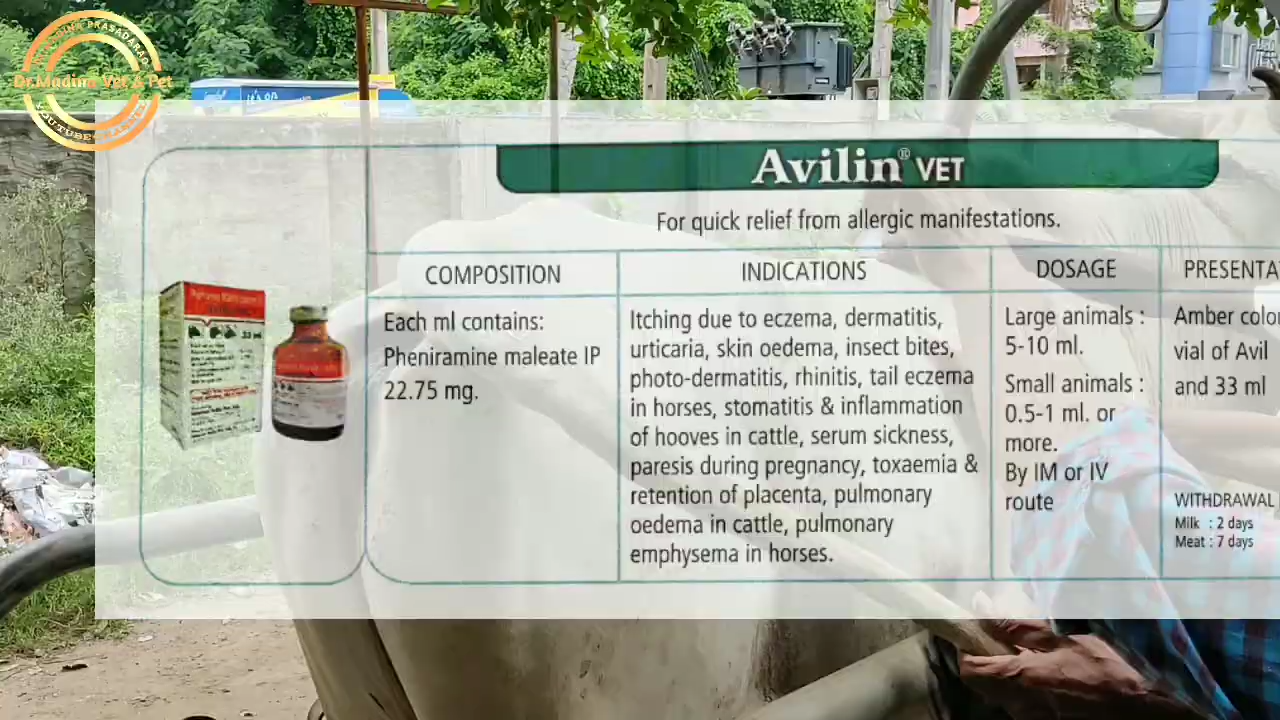 Dr.Madina Vet & Pet
Avilin® VET
For quick relief from allergic manifestations.
COMPOSITION
Each ml contains:
Pheniramine maleate IP
22.75 mg.
INDICATIONS
Itching due to eczema, dermatitis,
urticaria, skin oedema, insect bites,
photo-dermatitis, rhinitis, tail eczema
in horses, stomatitis & inflammation
of hooves in cattle, serum sickness,
paresis during pregnancy, toxaemia &
retention of placenta, pulmonary
oedema in cattle, pulmonary
emphysema in horses.
DOSAGE
Large animals :
5-10 ml.
Small animals :
0.5-1 ml. or
more.
By IM or IV
route
PRESENTA
Amber color
vial of Avil
and 33 ml
WITHDRAWAL
Milk : 2 days
Meat : 7 days